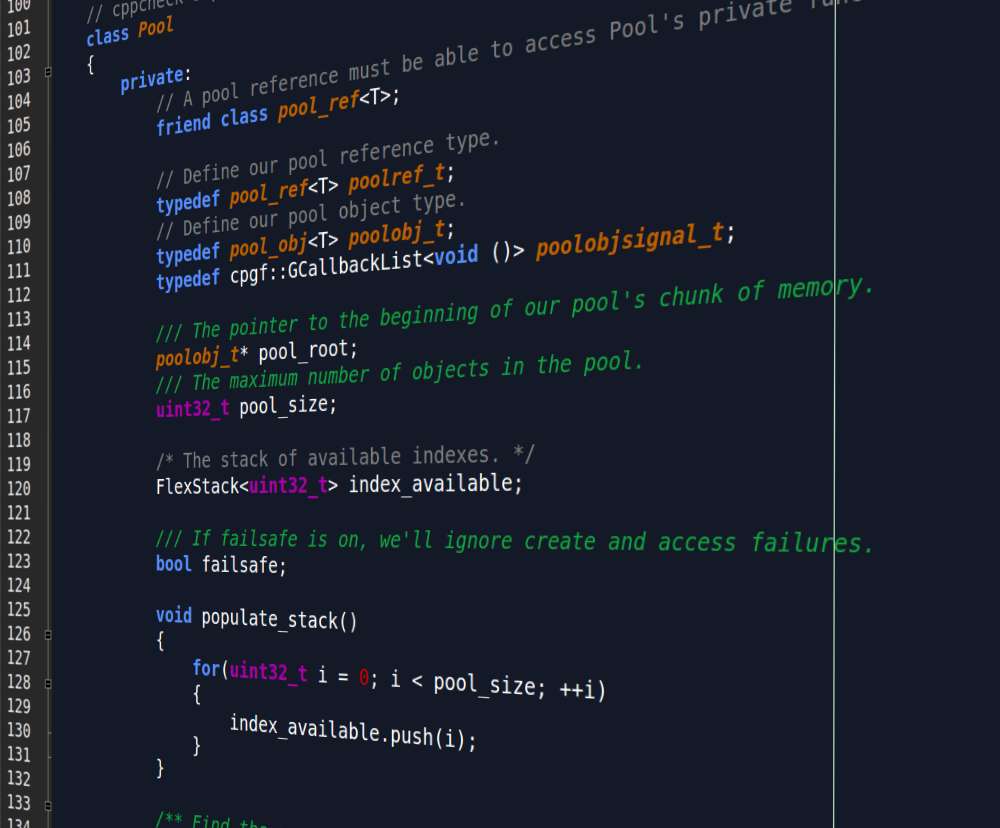 100
101 // cppcheck
102 class Pool
103 {
104 private:
105 // A pool reference must be able to access Pool's private
106 friend class pool_ref<T>;
107
108 // Define our pool reference type.
109 typedef pool_ref<T> poolref_t;
110 // Define our pool object type.
111 typedef pool_obj<T> poolobj_t;
112 typedef cpgf::GCallbackList<void ()> poolobjsignal_t;
113
114 /// The pointer to the beginning of our pool's chunk of memory.
115 poolobj_t* pool_root;
116 /// The maximum number of objects in the pool.
117 uint32_t pool_size;
118
119 /* The stack of available indexes. */
120 FlexStack<uint32_t> index_available;
121
122 /// If failsafe is on, we'll ignore create and access failures.
123 bool failsafe;
124
125 void populate_stack()
126 {
127 for(uint32_t i = 0; i < pool_size; ++i)
128 {
129 index_available.push(i);
130 }
131 }
132
133 /** Find the
134